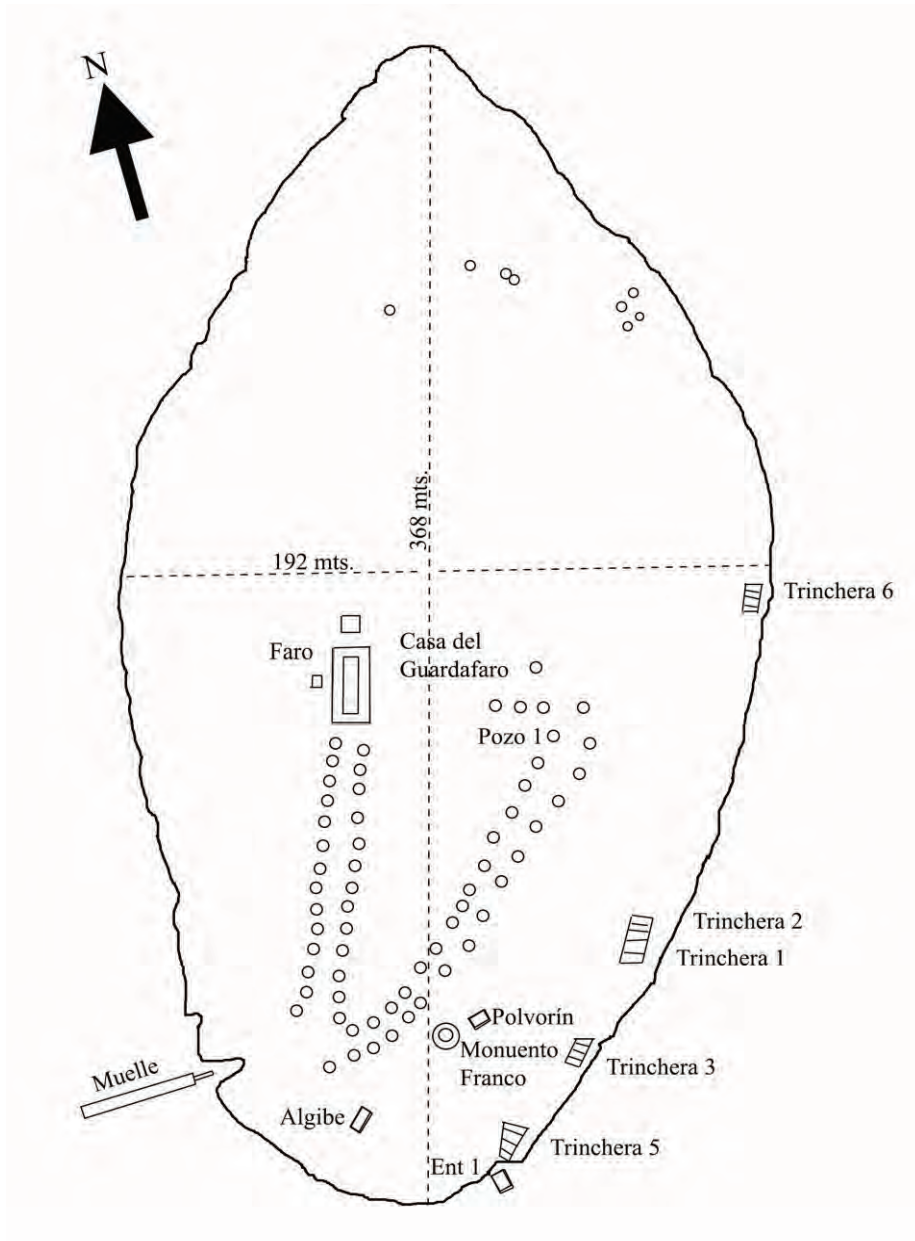 N
368 mts.
192 mts.
Trinchera 6
Faro
Casa del
Guardafaro
Pozo 1
Trinchera 2
Trinchera 1
Polvorín
Monuento
Franco
Trinchera 3
Muelle
Algibe
Trinchera 5
Ent 1